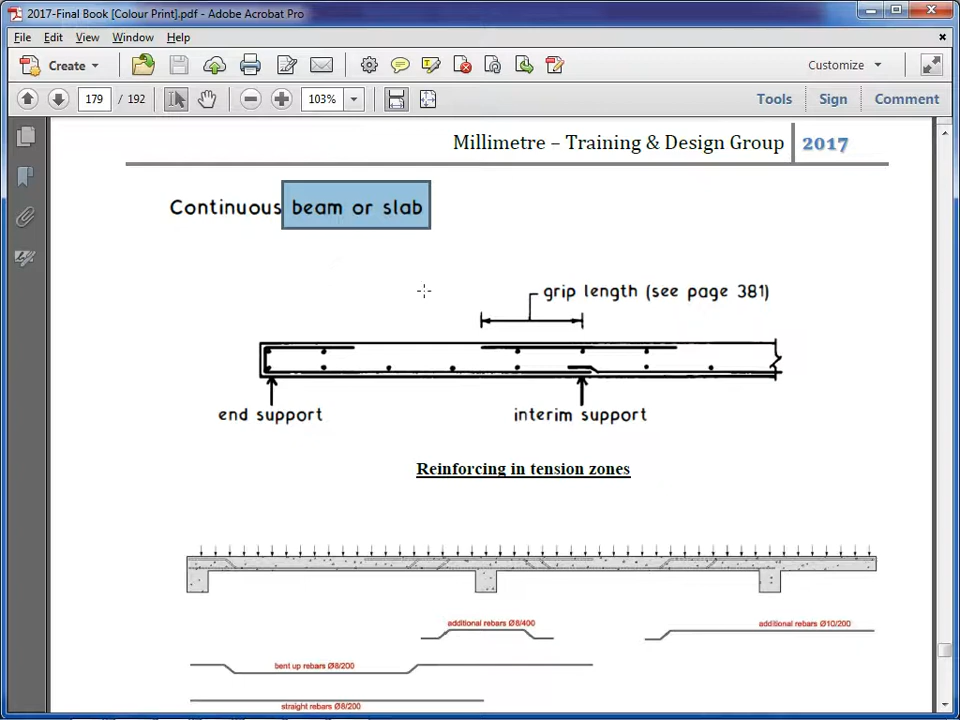 2017-Final Book [Colour Print].pdf - Adobe Acrobat Pro
File Edit View Window Help
Create Customize
179 / 192 103% Tools Sign Comment
Millimetre – Training & Design Group 2017
Continuous beam or slab
grip length (see page 381)
end support interim support
Reinforcing in tension zones
additional rebars Ø8/400 additional rebars Ø10/200
bent up rebars Ø8/200
straight rebars Ø8/200